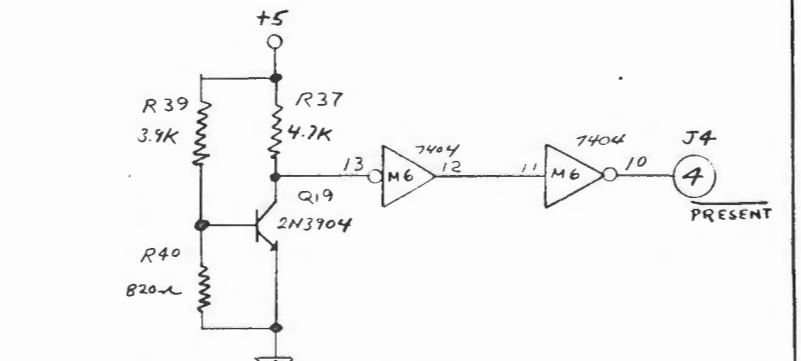 +5
R39
3.9K
R37
4.7K
13
M6
7404
12
11
M6
7404
10
J4
4
PRESENT
Q19
2N3904
R40
820Ω